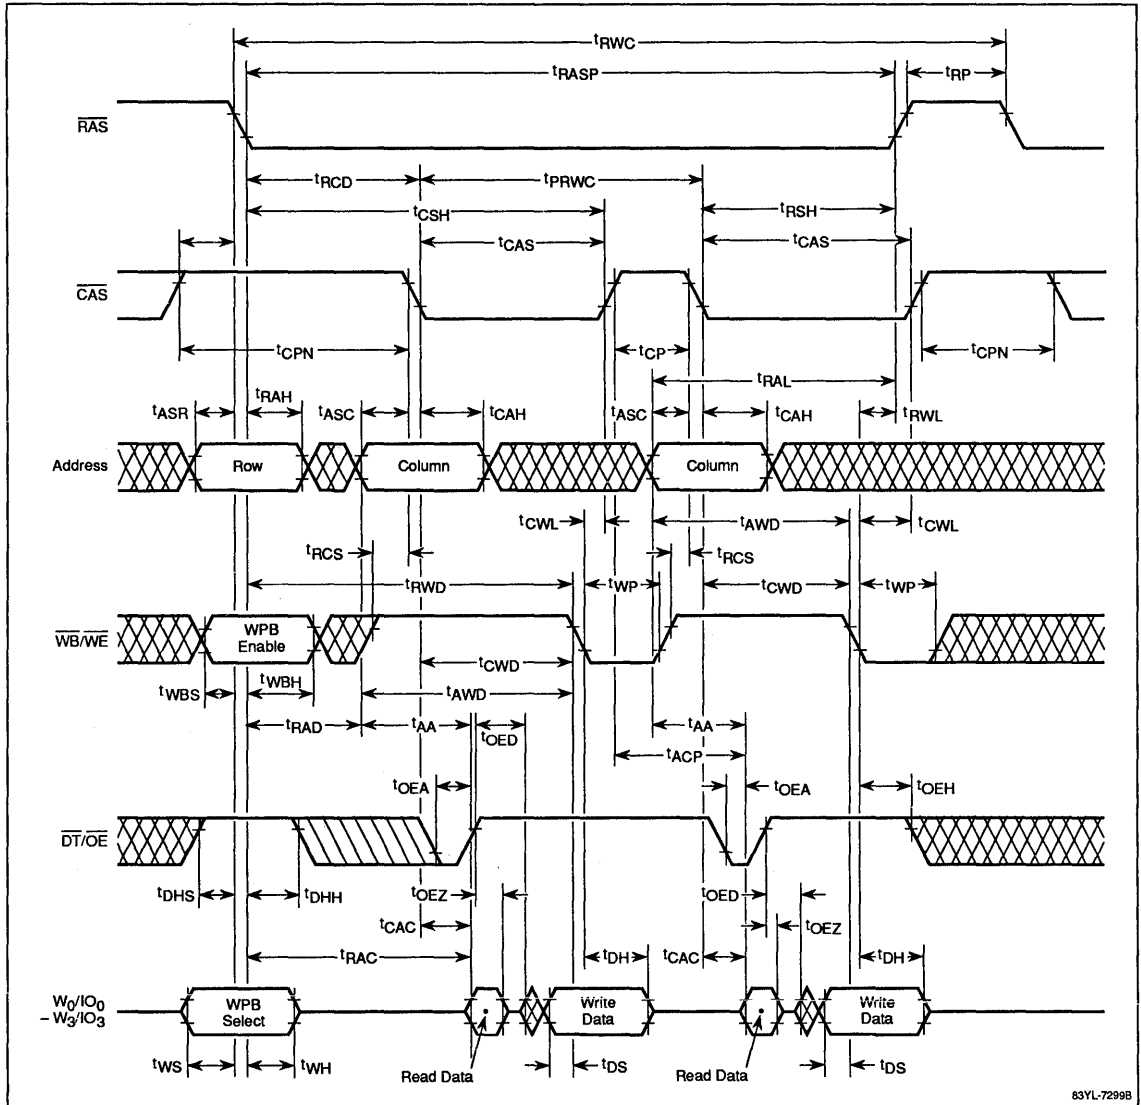 tRWC
tRASP
tRP
RAS
tRCD
tPRWC
tCSH
tRSH
tCAS
tCAS
CAS
tCPN
tCP
tCPN
tRAL
tASR
tRAH
tASC
tCAH
tASC
tCAH
tRWL
Address
Row
Column
Column
tCWL
tAWD
tCWL
tRCS
tRCS
tRWD
tWP
tCWD
tWP
WB/WE
WPB
Enable
tCWD
tWBS
tWBH
tAWD
tRAD
tAA
tOED
tAA
tACP
tOEA
tOEA
tOEH
DT/OE
tDHS
tDHH
tOEZ
tOED
tCAC
tOEZ
tRAC
tDH
tCAC
tDH
W0/IO0
– W3/IO3
WPB
Select
Write
Data
Write
Data
tWS
tWH
Read Data
tDS
Read Data
tDS
83YL-7299B